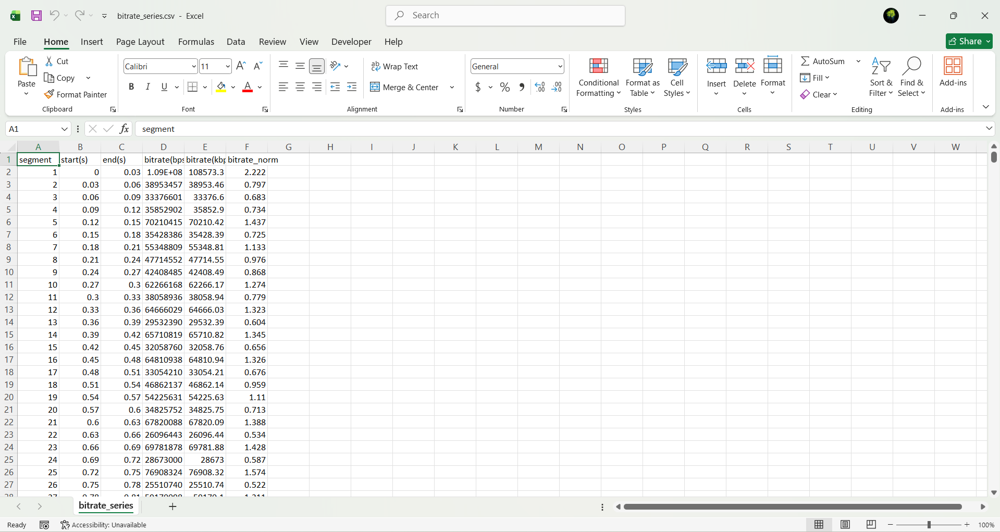 bitrate_series.csv - Excel
Search
File Home Insert Page Layout Formulas Data Review View Developer Help
Share
Paste
Cut
Copy
Format Painter
Clipboard
Calibri 11
B I U
Font
Wrap Text
Merge & Center
Alignment
General
$ % 9
Number
Conditional Formatting
Format as Table
Cell Styles
Styles
Insert Delete Format
Cells
AutoSum
Fill
Clear
Sort & Filter
Find & Select
Editing
Add-ins
Add-ins
A1 fx segment
A B C D E F G H I J K L M N O P Q R S T U V W
1 segment start(s) end(s) bitrate(bps bitrate(kbp bitrate_norm
2 1 0 0.03 1.09E+08 108573.3 2.222
3 2 0.03 0.06 38953457 38953.46 0.797
4 3 0.06 0.09 33376601 33376.6 0.683
5 4 0.09 0.12 35852902 35852.9 0.734
6 5 0.12 0.15 70210415 70210.42 1.437
7 6 0.15 0.18 35428386 35428.39 0.725
8 7 0.18 0.21 55348809 55348.81 1.133
9 8 0.21 0.24 47714552 47714.55 0.976
10 9 0.24 0.27 42408485 42408.49 0.868
11 10 0.27 0.3 62266168 62266.17 1.274
12 11 0.3 0.33 38058936 38058.94 0.779
13 12 0.33 0.36 64666029 64666.03 1.323
14 13 0.36 0.39 29532390 29532.39 0.604
15 14 0.39 0.42 65710819 65710.82 1.345
16 15 0.42 0.45 32058760 32058.76 0.656
17 16 0.45 0.48 64810938 64810.94 1.326
18 17 0.48 0.51 33054210 33054.21 0.676
19 18 0.51 0.54 46862137 46862.14 0.959
20 19 0.54 0.57 54225631 54225.63 1.11
21 20 0.57 0.6 34825752 34825.75 0.713
22 21 0.6 0.63 67820088 67820.09 1.388
23 22 0.63 0.66 26096443 26096.44 0.534
24 23 0.66 0.69 69781878 69781.88 1.428
25 24 0.69 0.72 28673000 28673 0.587
26 25 0.72 0.75 76908324 76908.32 1.574
27 26 0.75 0.78 25510740 25510.74 0.522
bitrate_series
Ready Accessibility: Unavailable 100%